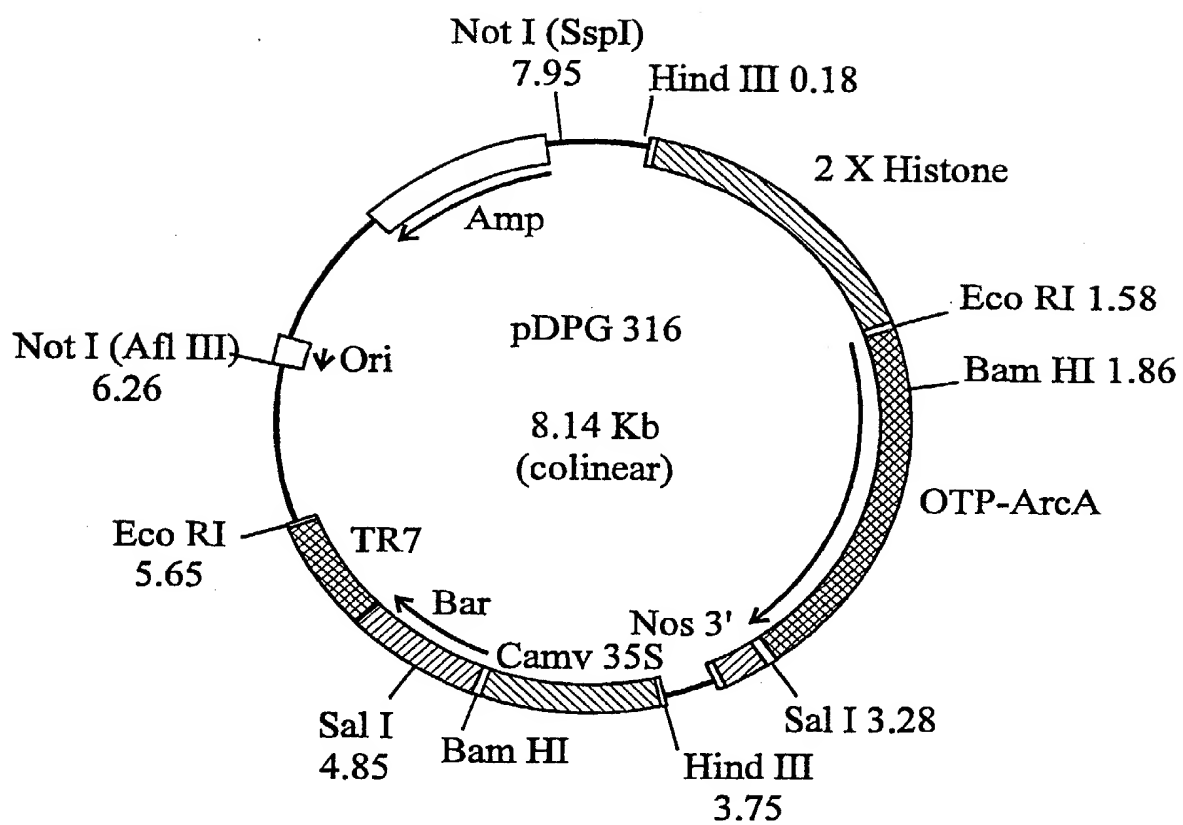 Not I (SspI)
7.95
Hind III 0.18
2 X Histone
Amp
Eco RI 1.58
pDPG 316
Not I (Afl III)
6.26
Ori
Bam HI 1.86
8.14 Kb
(colinear)
OTP-ArcA
Eco RI
5.65
TR7
Bar
Nos 3'
Camv 35S
Sal I
4.85
Bam HI
Sal I 3.28
Hind III
3.75